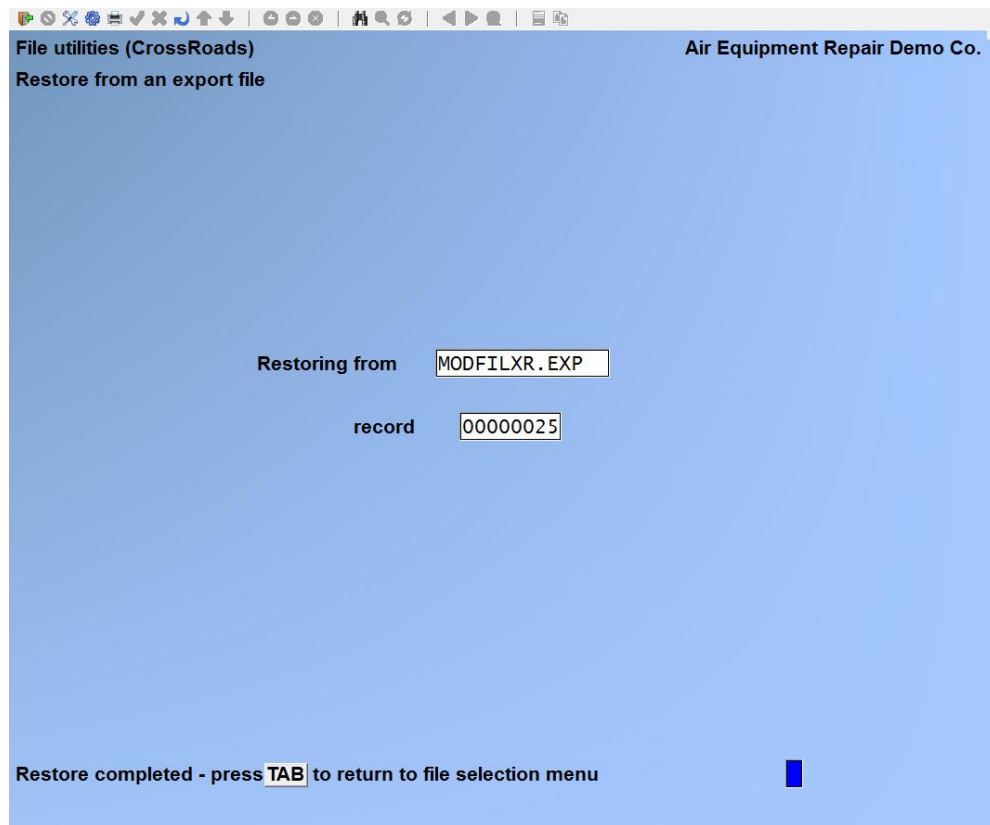 File utilities (CrossRoads) Air Equipment Repair Demo Co.
Restore from an export file
Restoring from MODFILXR.EXP
record 00000025
Restore completed - press TAB to return to file selection menu